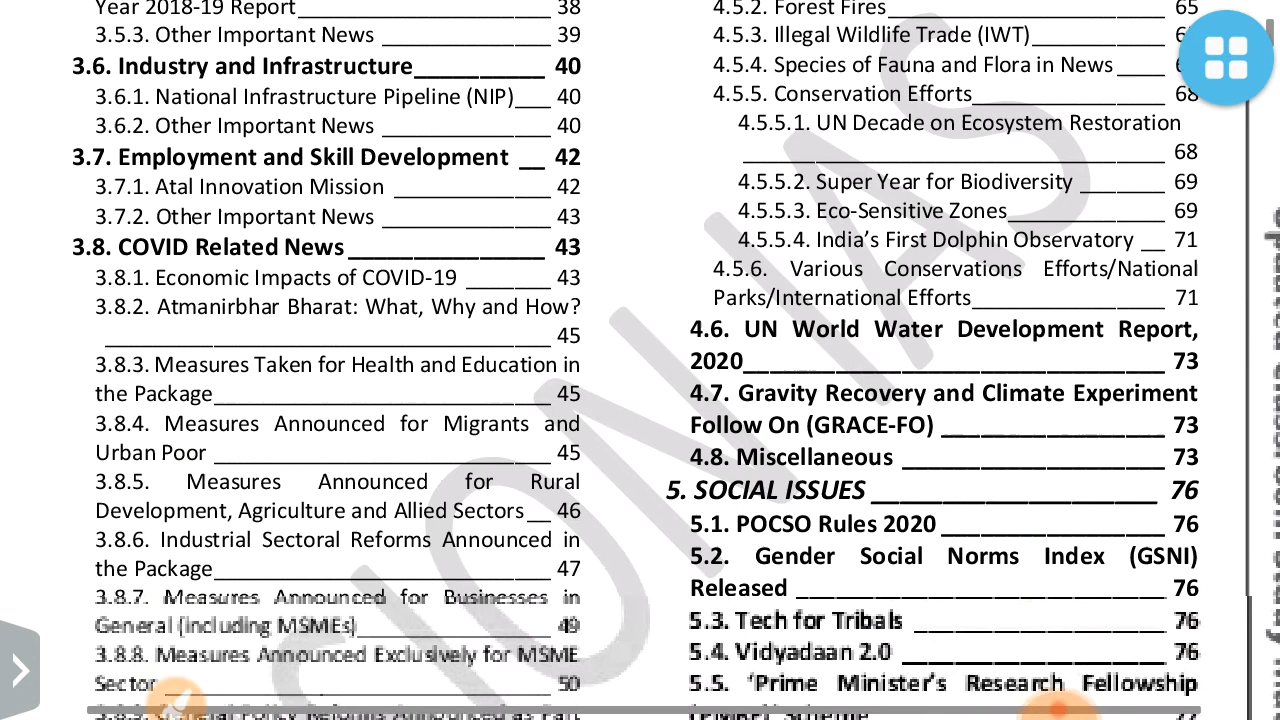 Year 2018-19 Report 38
3.5.3. Other Important News 39
3.6. Industry and Infrastructure 40
3.6.1. National Infrastructure Pipeline (NIP) 40
3.6.2. Other Important News 40
3.7. Employment and Skill Development 42
3.7.1. Atal Innovation Mission 42
3.7.2. Other Important News 43
3.8. COVID Related News 43
3.8.1. Economic Impacts of COVID-19 43
3.8.2. Atmanirbhar Bharat: What, Why and How?
45
3.8.3. Measures Taken for Health and Education in
the Package 45
3.8.4. Measures Announced for Migrants and
Urban Poor 45
3.8.5. Measures Announced for Rural
Development, Agriculture and Allied Sectors 46
3.8.6. Industrial Sectoral Reforms Announced in
the Package 47
3.8.7. Measures Announced for Businesses in
General (including MSMEs) 49
3.8.8. Measures Announced Exclusively for MSME
Sector 50
3.8.9. General Policy Reforms Announced as Part
4.5.2. Forest Fires 65
4.5.3. Illegal Wildlife Trade (IWT)
4.5.4. Species of Fauna and Flora in News
4.5.5. Conservation Efforts 68
4.5.5.1. UN Decade on Ecosystem Restoration
68
4.5.5.2. Super Year for Biodiversity 69
4.5.5.3. Eco-Sensitive Zones 69
4.5.5.4. India’s First Dolphin Observatory 71
4.5.6. Various Conservations Efforts/National
Parks/International Efforts 71
4.6. UN World Water Development Report,
2020 73
4.7. Gravity Recovery and Climate Experiment
Follow On (GRACE-FO) 73
4.8. Miscellaneous 73
5. SOCIAL ISSUES 76
5.1. POCSO Rules 2020 76
5.2. Gender Social Norms Index (GSNI)
Released 76
5.3. Tech for Tribals 76
5.4. Vidyadaan 2.0 76
5.5. ‘Prime Minister’s Research Fellowship
(PMRF)’ Scheme 77
SION IAS